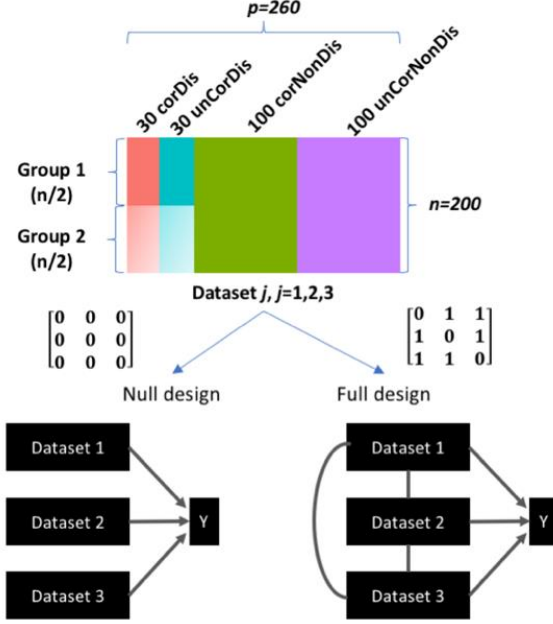 p=260
30 corDis
30 unCorDis
100 corNonDis
100 unCorNonDis
Group 1
(n/2)
Group 2
(n/2)
n=200
Dataset j, j=1,2,3
0 0 0
0 0 0
0 0 0
0 1 1
1 0 1
1 1 0
Null design
Full design
Dataset 1
Dataset 2
Dataset 3
Y
Dataset 1
Dataset 2
Dataset 3
Y